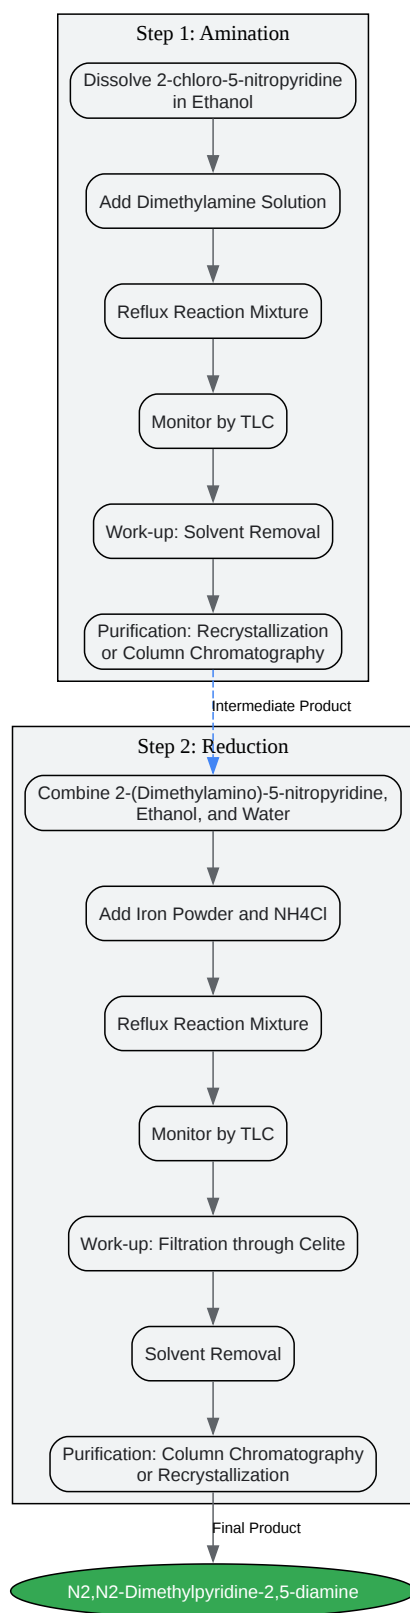 Step 1: Amination
Dissolve 2-chloro-5-nitropyridine
in Ethanol
Add Dimethylamine Solution
Reflux Reaction Mixture
Monitor by TLC
Work-up: Solvent Removal
Purification: Recrystallization
or Column Chromatography
Intermediate Product
Step 2: Reduction
Combine 2-(Dimethylamino)-5-nitropyridine,
Ethanol, and Water
Add Iron Powder and NH4Cl
Reflux Reaction Mixture
Monitor by TLC
Work-up: Filtration through Celite
Solvent Removal
Purification: Column Chromatography
or Recrystallization
Final Product
N2,N2-Dimethylpyridine-2,5-diamine